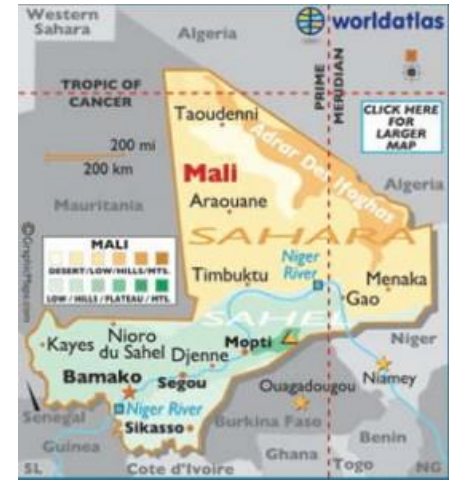 Western
Sahara
Algeria
worldatlas
TROPIC OF
CANCER
PRIME
MERIDIAN
CLICK HERE
FOR
LARGER
MAP
Taoudenni
200 mi
200 km
Mali
Adrar Des Ifoghas
Algeria
Mauritania
Araouane
SAHARA
©GraphicMaps.com
MALI
DESERT/LOW/HILLS/MTS.
LOW / HILLS / PLATEAU / MTS.
Niger
River
Timbuktu
Menaka
Gao
SAHEL
Nioro
du Sahel
Kayes
Djenne
Mopti
Niger
Bamako
Segou
Ouagadougou
Niamey
Niger River
Senegal
Sikasso
Burkina Faso
Guinea
Benin
Ghana
SL
Cote d'Ivoire
Togo
NG